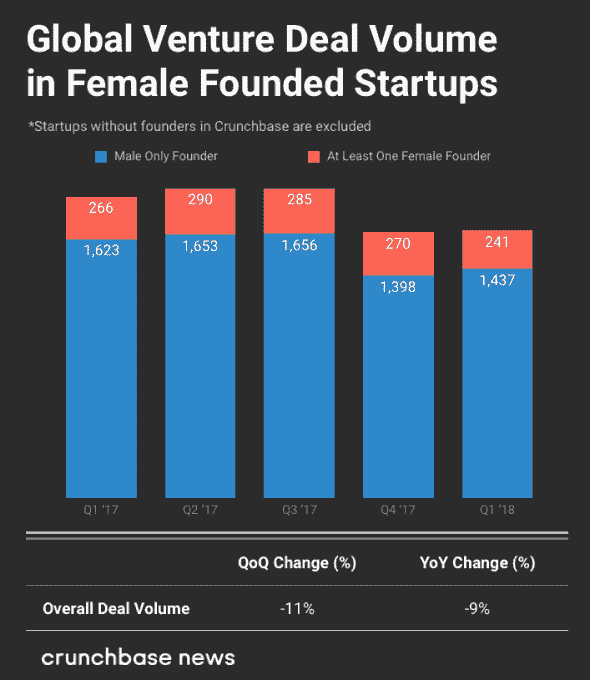 Global Venture Deal Volume
in Female Founded Startups
*Startups without founders in Crunchbase are excluded
Male Only Founder At Least One Female Founder
266 290 285 270 241
1,623 1,653 1,656 1,398 1,437
Q1 '17 Q2 '17 Q3 '17 Q4 '17 Q1 '18
QoQ Change (%) YoY Change (%)
Overall Deal Volume -11% -9%
crunchbase news